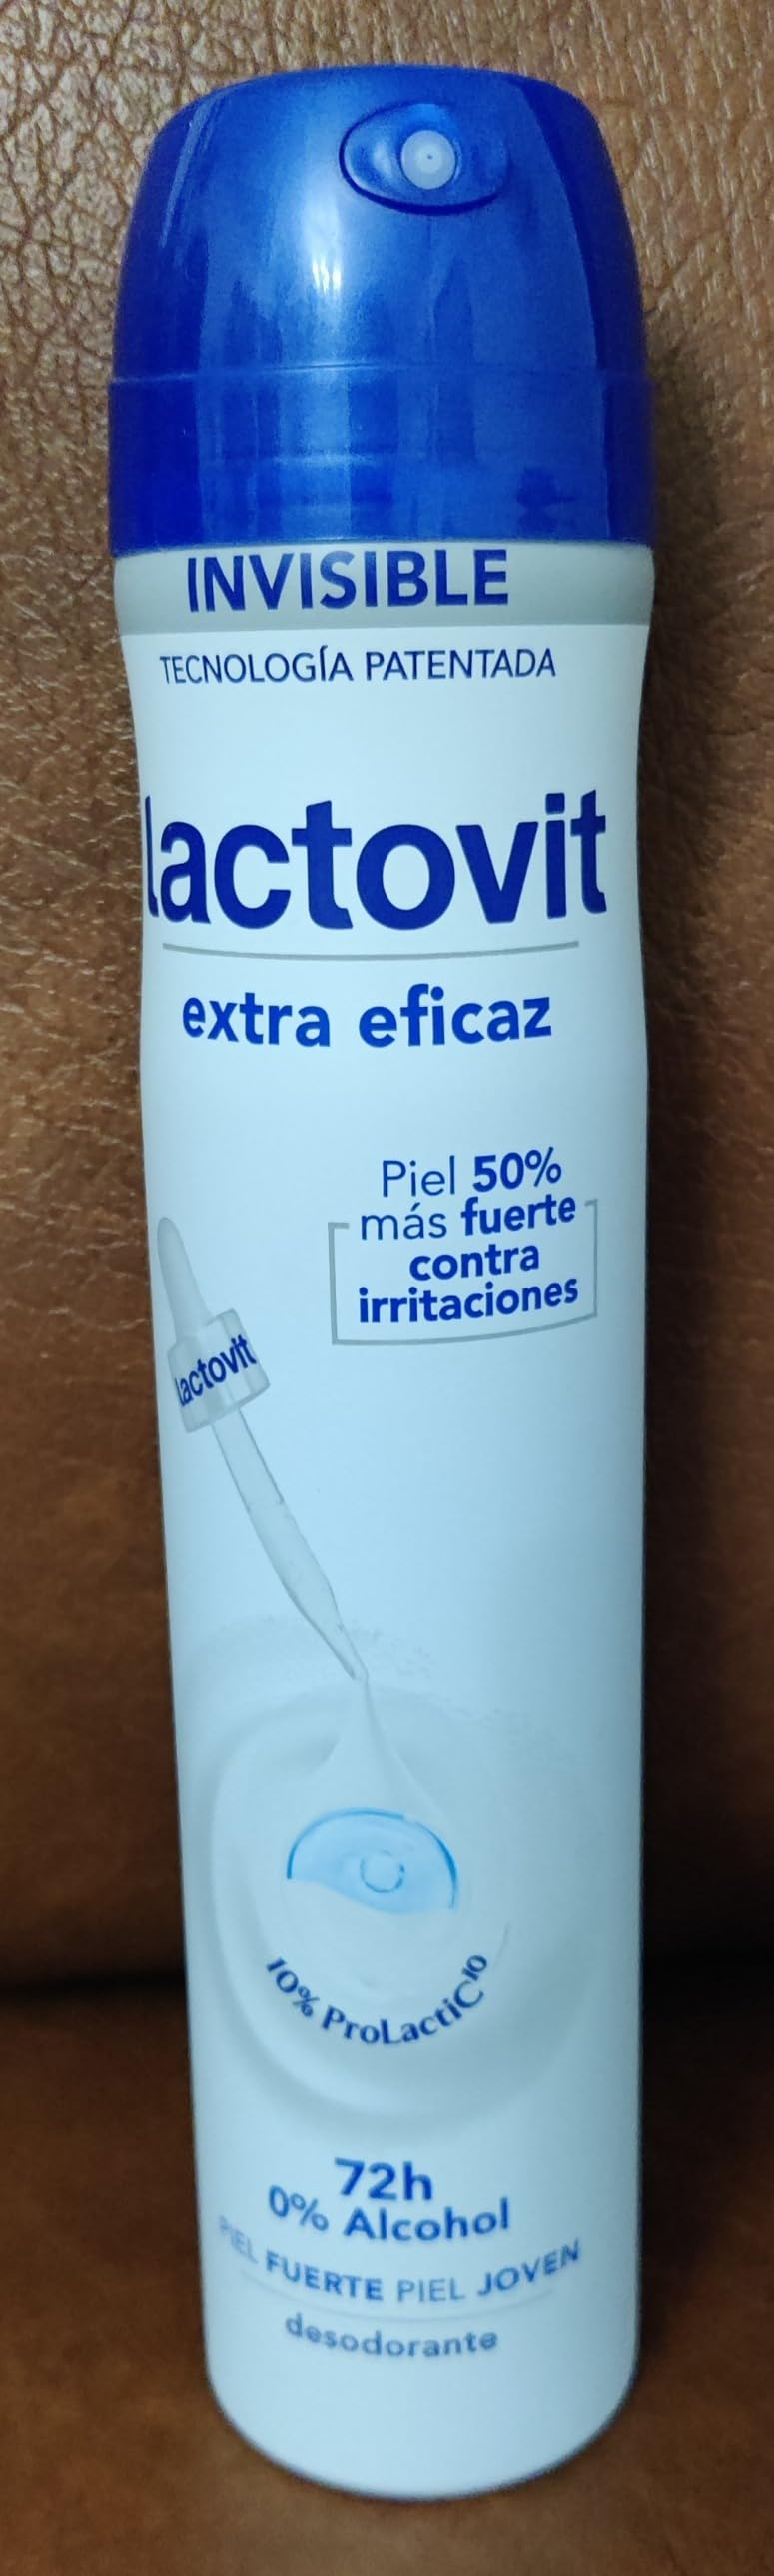 INVISIBLE
TECNOLOGÍA PATENTADA
lactovit
extra eficaz
Piel 50%
más fuerte
contra
irritaciones
lactovit
10% ProLactiC¹⁰
72h
0% Alcohol
PIEL FUERTE PIEL JOVEN
desodorante